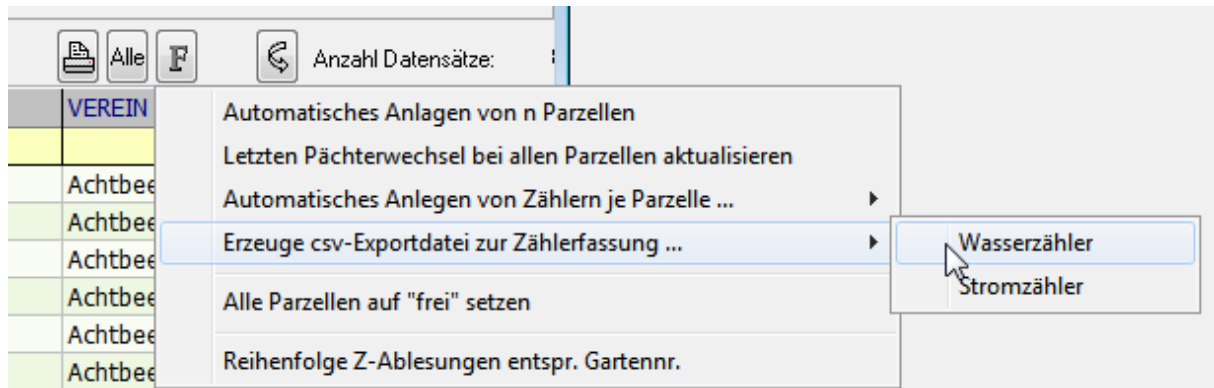 Alle F Anzahl Datensätze:
VEREIN
Automatisches Anlagen von n Parzellen
Letzten Pächterwechsel bei allen Parzellen aktualisieren
Achtbee
Automatisches Anlegen von Zählern je Parzelle ...
Achtbee
Erzeuge csv-Exportdatei zur Zählerfassung ...
Wasserzähler
Achtbee
Stromzähler
Achtbee
Alle Parzellen auf "frei" setzen
Achtbee
Reihenfolge Z-Ablesungen entspr. Gartennr.
Achtbee